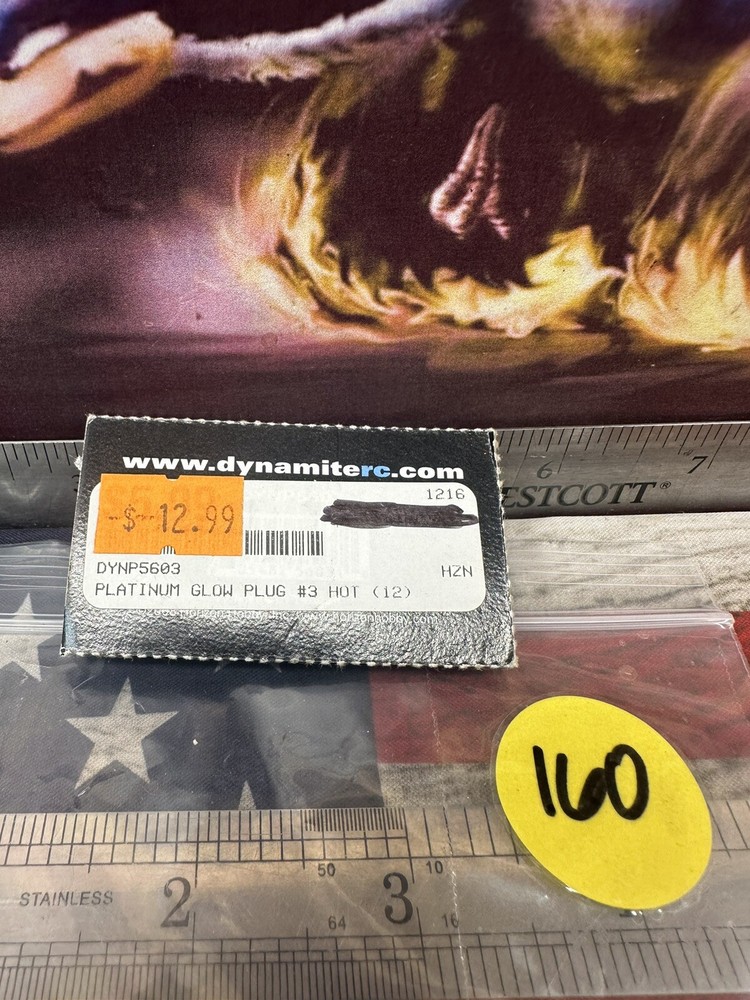 www.dynamiterc.com
1216
$ 12.99
DYNP5603
HZN
PLATINUM GLOW PLUG #3 HOT (12)
6
7
WESTCOTT®
160
50
10
STAINLESS
2
3
64
16